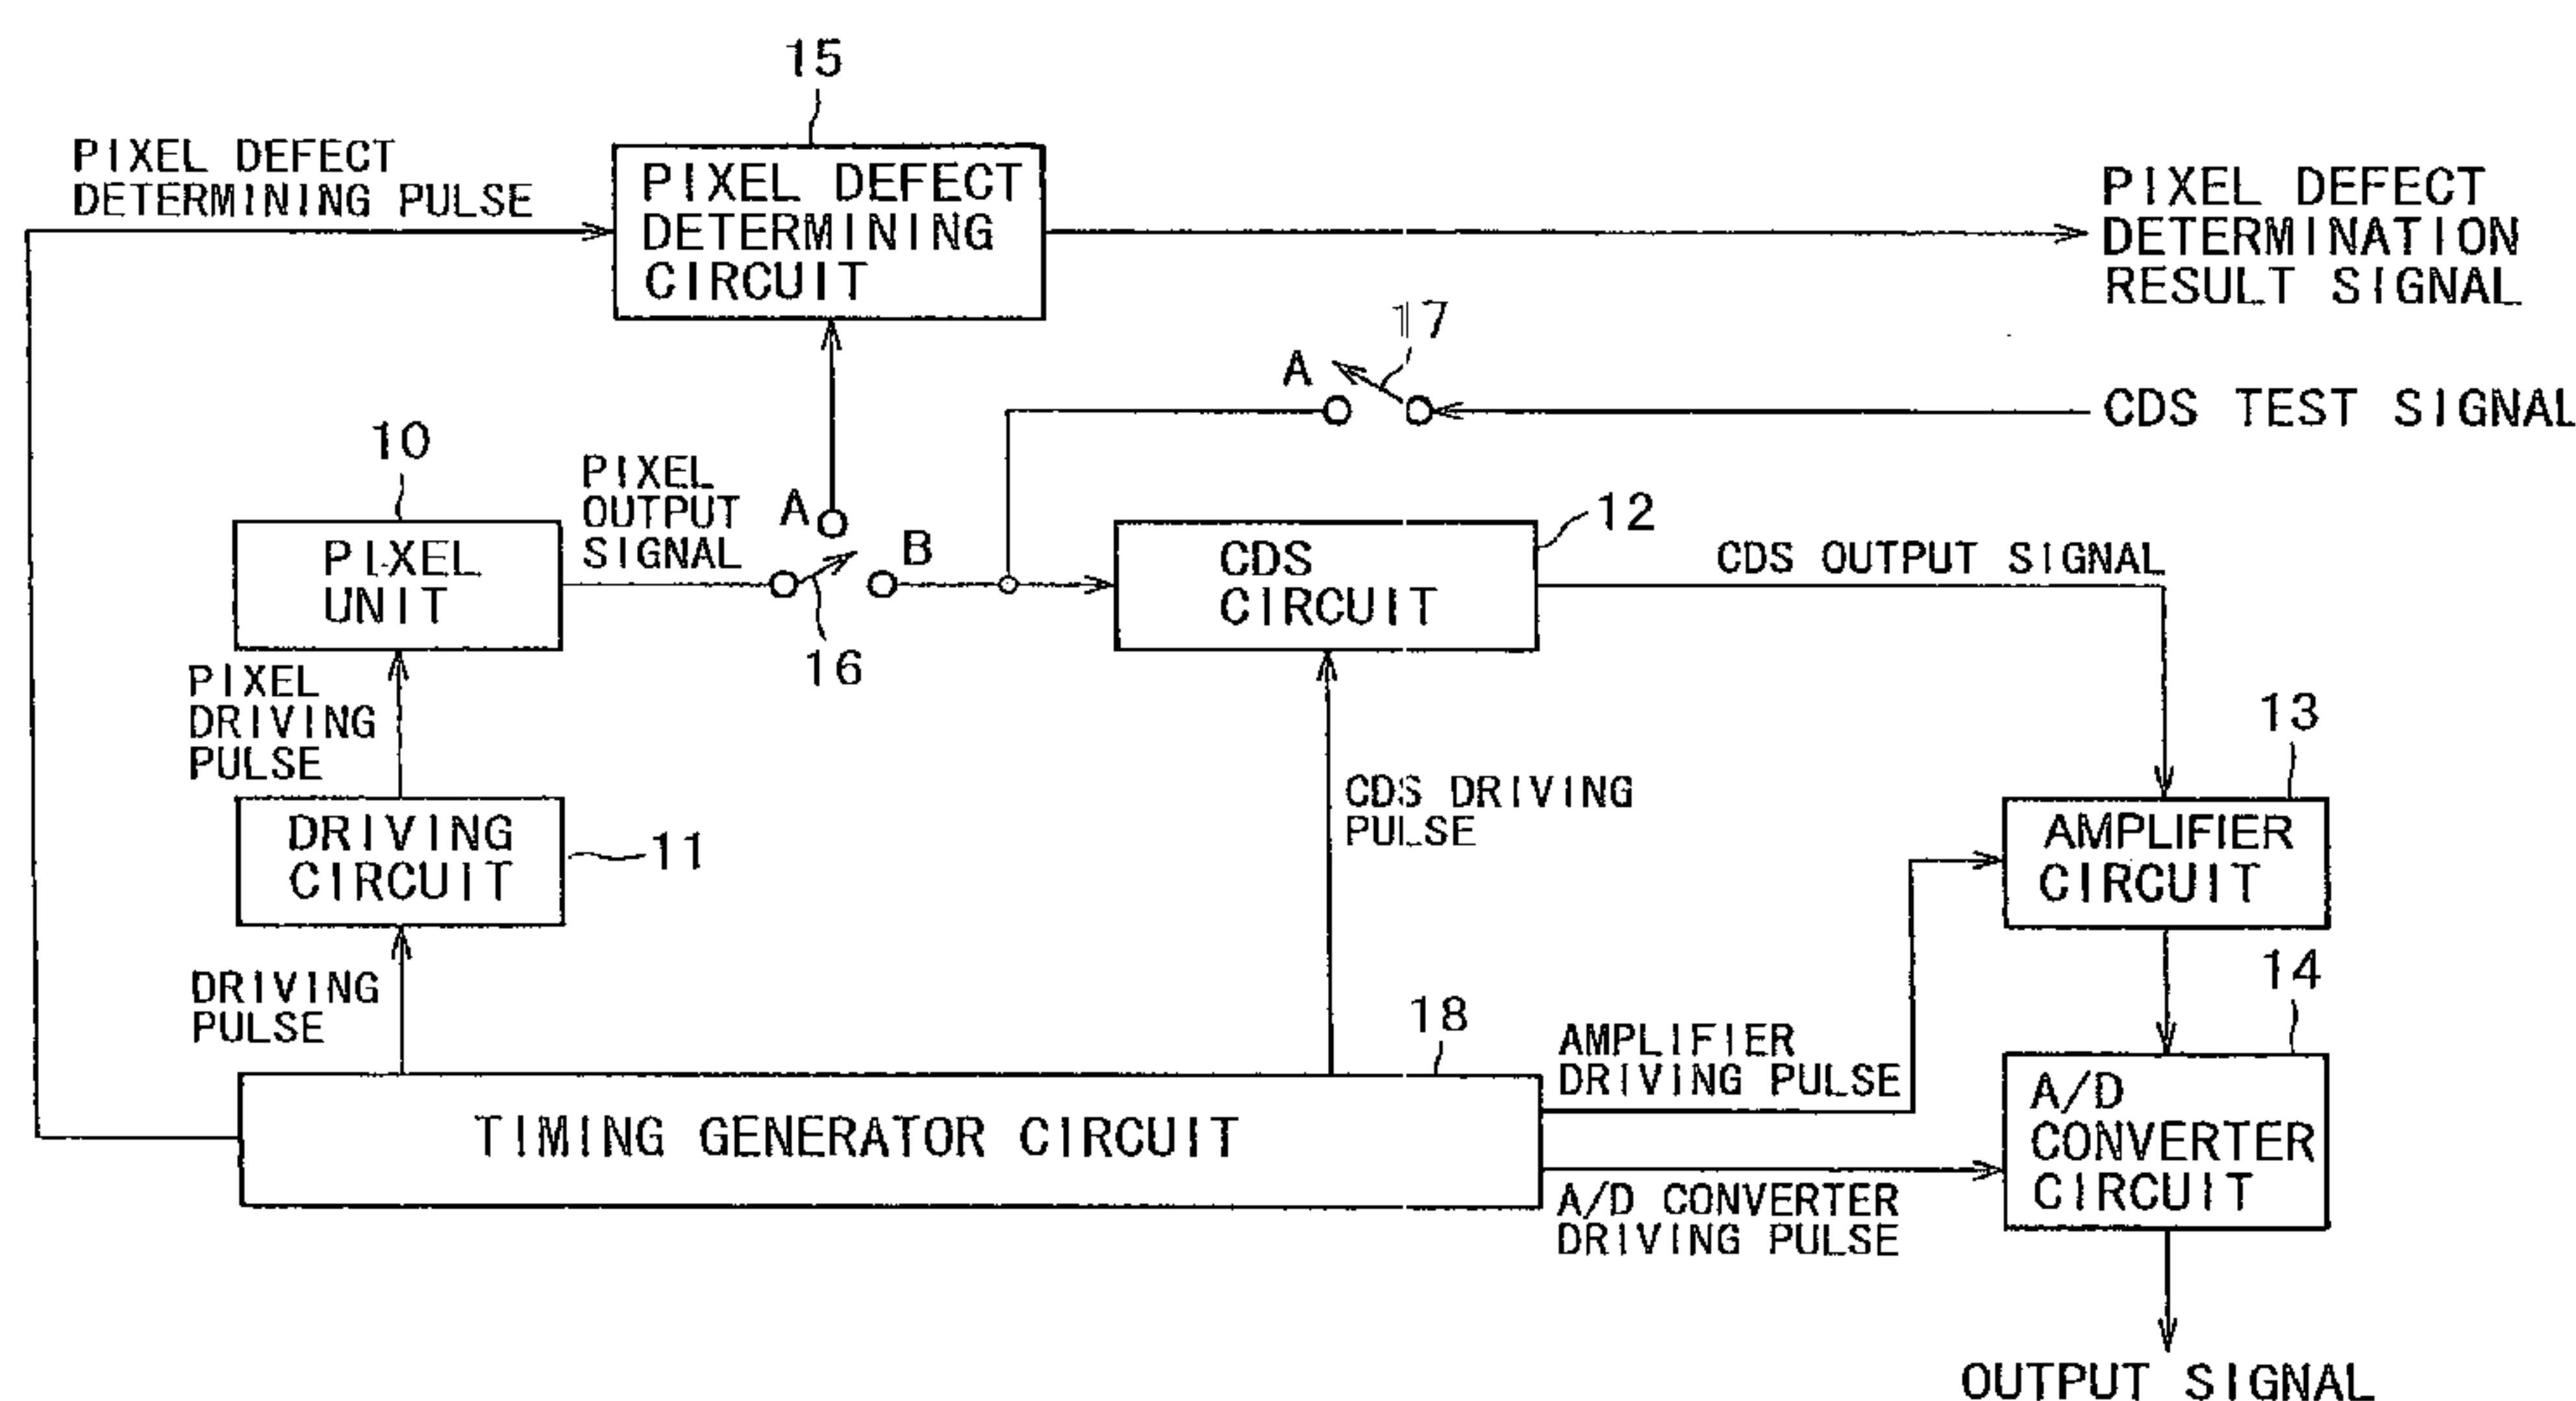 15
PIXEL DEFECT
DETERMINING PULSE
PIXEL DEFECT
DETERMINING
CIRCUIT
PIXEL DEFECT
DETERMINATION
RESULT SIGNAL
17
A
CDS TEST SIGNAL
10
PIXEL
OUTPUT
SIGNAL
A
B
12
PIXEL
UNIT
CDS
CIRCUIT
CDS OUTPUT SIGNAL
16
PIXEL
DRIVING
PULSE
13
CDS DRIVING
PULSE
DRIVING
CIRCUIT
11
AMPLIFIER
CIRCUIT
DRIVING
PULSE
14
18
AMPLIFIER
DRIVING PULSE
A/D
CONVERTER
CIRCUIT
TIMING GENERATOR CIRCUIT
A/D CONVERTER
DRIVING PULSE
OUTPUT SIGNAL